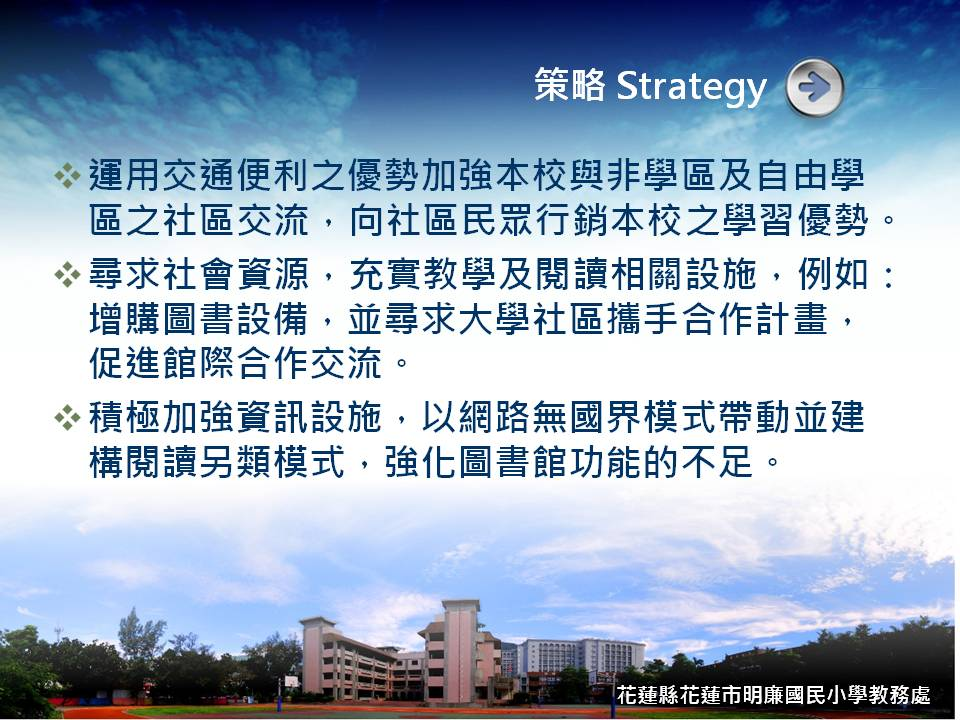 策略 Strategy
運用交通便利之優勢加強本校與非學區及自由學
區之社區交流，向社區民眾行銷本校之學習優勢。
尋求社會資源，充實教學及閱讀相關設施，例如：
增購圖書設備，並尋求大學社區攜手合作計畫，
促進館際合作交流。
積極加強資訊設施，以網路無國界模式帶動並建
構閱讀另類模式，強化圖書館功能的不足。
花蓮縣花蓮市明廉國民小學教務處